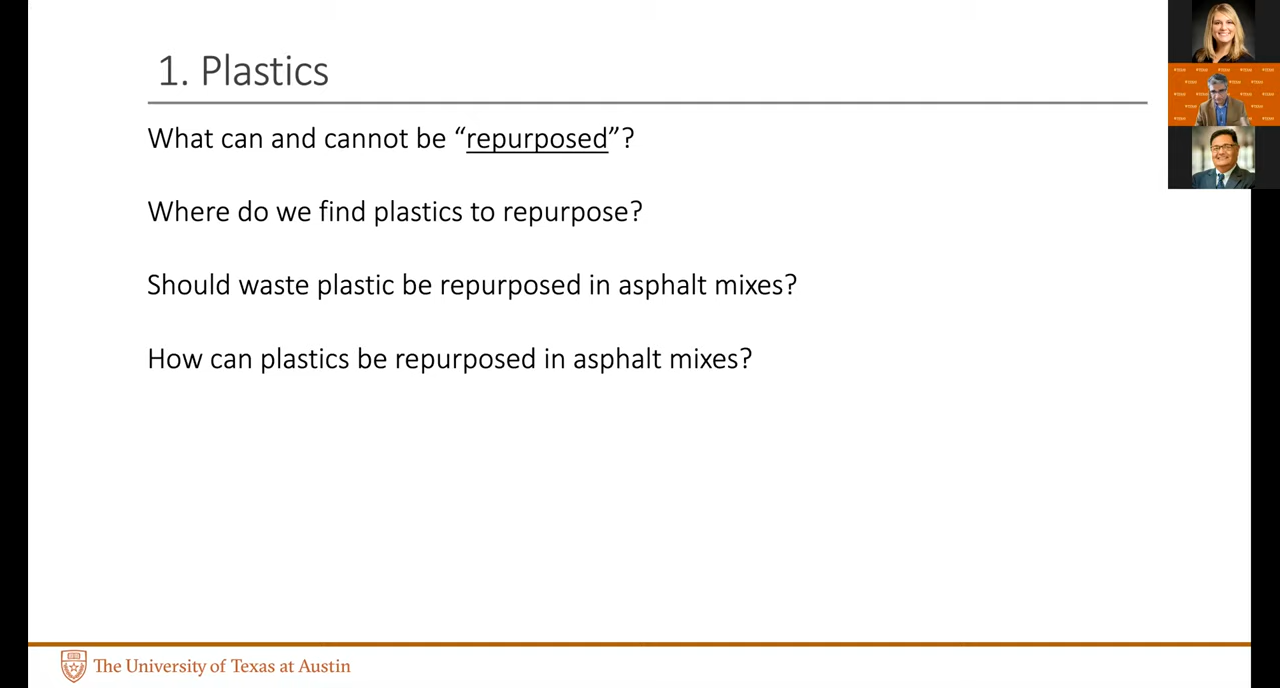 1. Plastics
What can and cannot be “repurposed”?
Where do we find plastics to repurpose?
Should waste plastic be repurposed in asphalt mixes?
How can plastics be repurposed in asphalt mixes?
The University of Texas at Austin